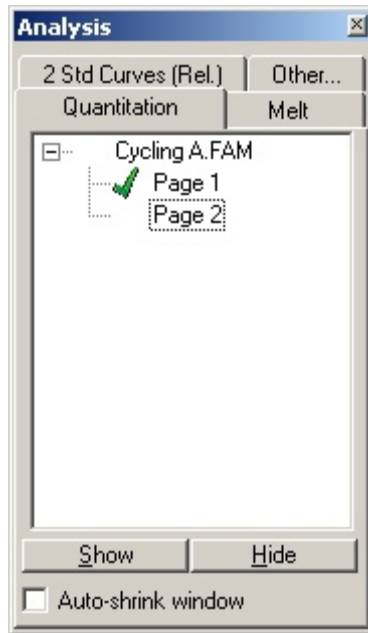 Analysis
2 Std Curves (Rel.) Other...
Quantitation Melt
Cycling A.FAM
Page 1
Page 2
Show Hide
Auto-shrink window